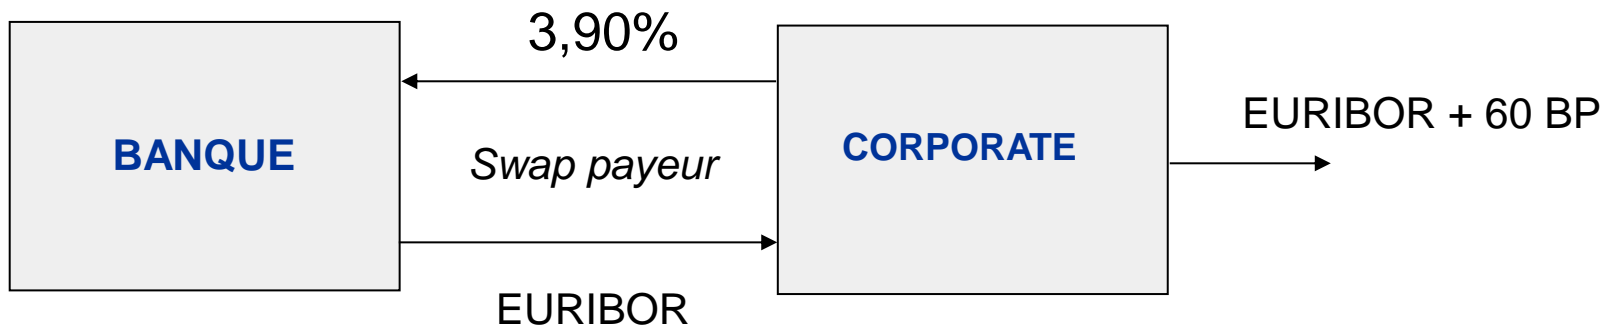 3,90%
BANQUE
Swap payeur
CORPORATE
EURIBOR + 60 BP
EURIBOR